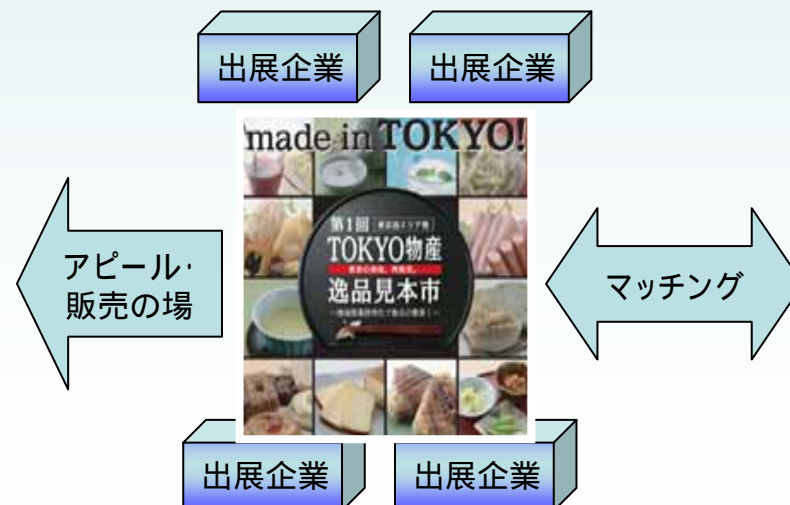 出展企業
出展企業
made in TOKYO!
第1回
TOKYO物産
逸品見本市
アピール・
販売の場
マッチング
出展企業
出展企業